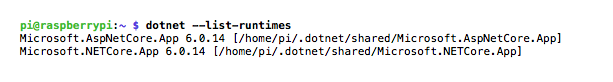 pi@raspberrypi:~ $ dotnet --list-runtimes
Microsoft.AspNetCore.App 6.0.14 [/home/pi/.dotnet/shared/Microsoft.AspNetCore.App]
Microsoft.NETCore.App 6.0.14 [/home/pi/.dotnet/shared/Microsoft.NETCore.App]